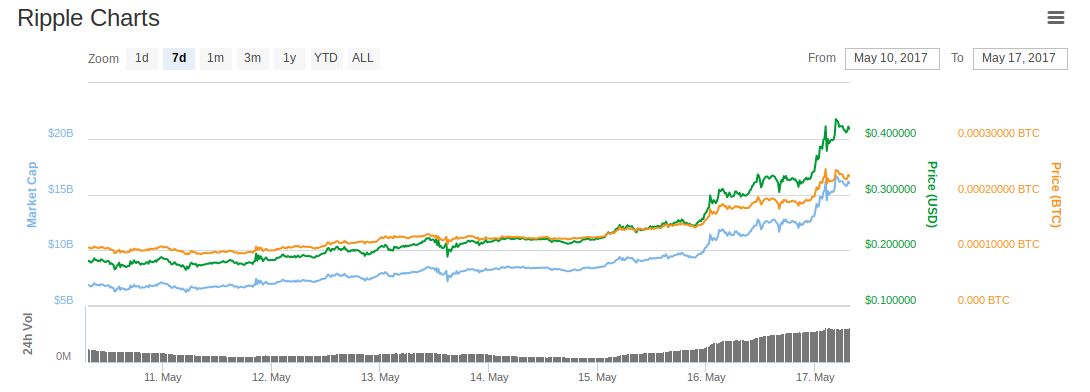 Ripple Charts
Zoom 1d 7d 1m 3m 1y YTD ALL From May 10, 2017 To May 17, 2017
$20B $0.400000 0.00030000 BTC
$15B $0.300000 0.00020000 BTC
$10B $0.200000 0.00010000 BTC
$5B $0.100000 0.000 BTC
Market Cap
Price (USD)
Price (BTC)
24h Vol
0M
11. May 12. May 13. May 14. May 15. May 16. May 17. May